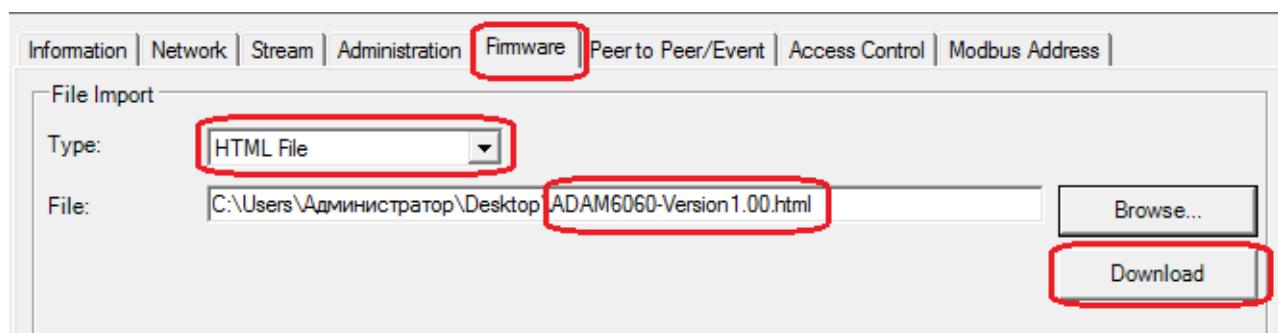 Information Network Stream Administration Firmware Peer to Peer/Event Access Control Modbus Address
File Import
Type: HTML File
File: C:\Users\Администратор\Desktop\ADAM6060-Version1.00.html Browse...
Download